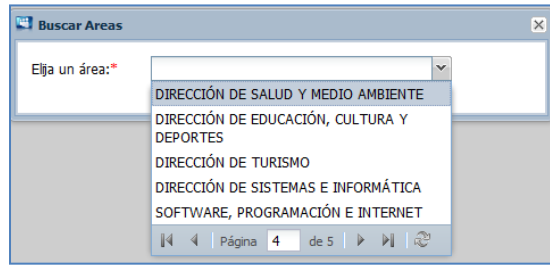 Buscar Areas
Elija un área:*
DIRECCIÓN DE SALUD Y MEDIO AMBIENTE
DIRECCIÓN DE EDUCACIÓN, CULTURA Y
DEPORTES
DIRECCIÓN DE TURISMO
DIRECCIÓN DE SISTEMAS E INFORMÁTICA
SOFTWARE, PROGRAMACIÓN E INTERNET
Página 4 de 5